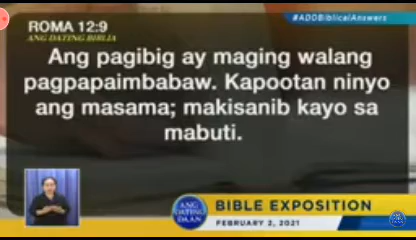 #ADDBiblicalAnswers
ROMA 12:9
ANG DATING BIBLIA
Ang pagibig ay maging walang
pagpapaimbabaw. Kapootan ninyo
ang masama; makisanib kayo sa
mabuti.
ANG
DATING
DAAN
BIBLE EXPOSITION
FEBRUARY 2, 2021